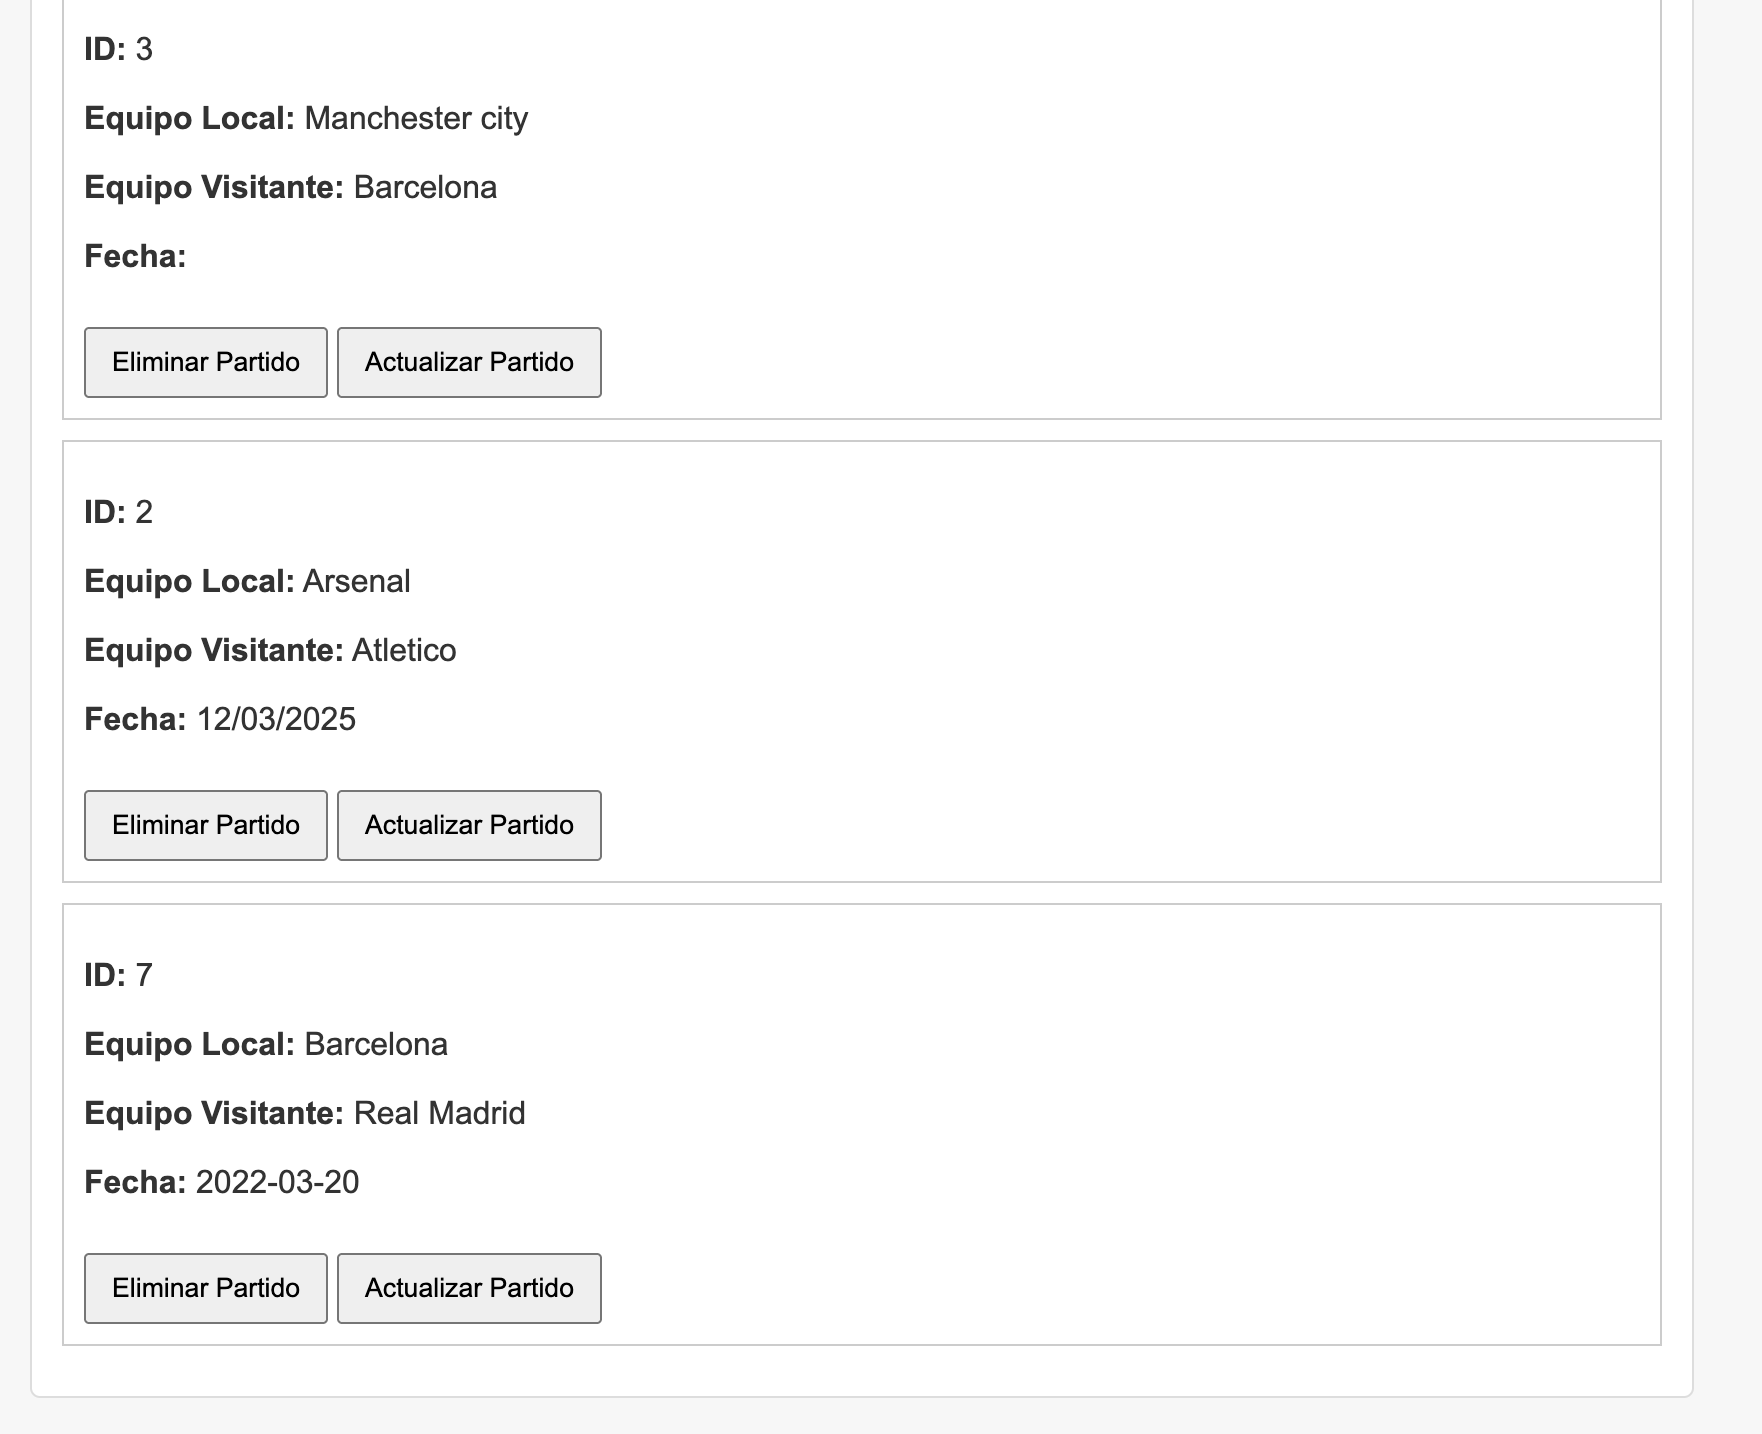 ID: 3
Equipo Local: Manchester city
Equipo Visitante: Barcelona
Fecha:
Eliminar Partido Actualizar Partido
ID: 2
Equipo Local: Arsenal
Equipo Visitante: Atletico
Fecha: 12/03/2025
Eliminar Partido Actualizar Partido
ID: 7
Equipo Local: Barcelona
Equipo Visitante: Real Madrid
Fecha: 2022-03-20
Eliminar Partido Actualizar Partido